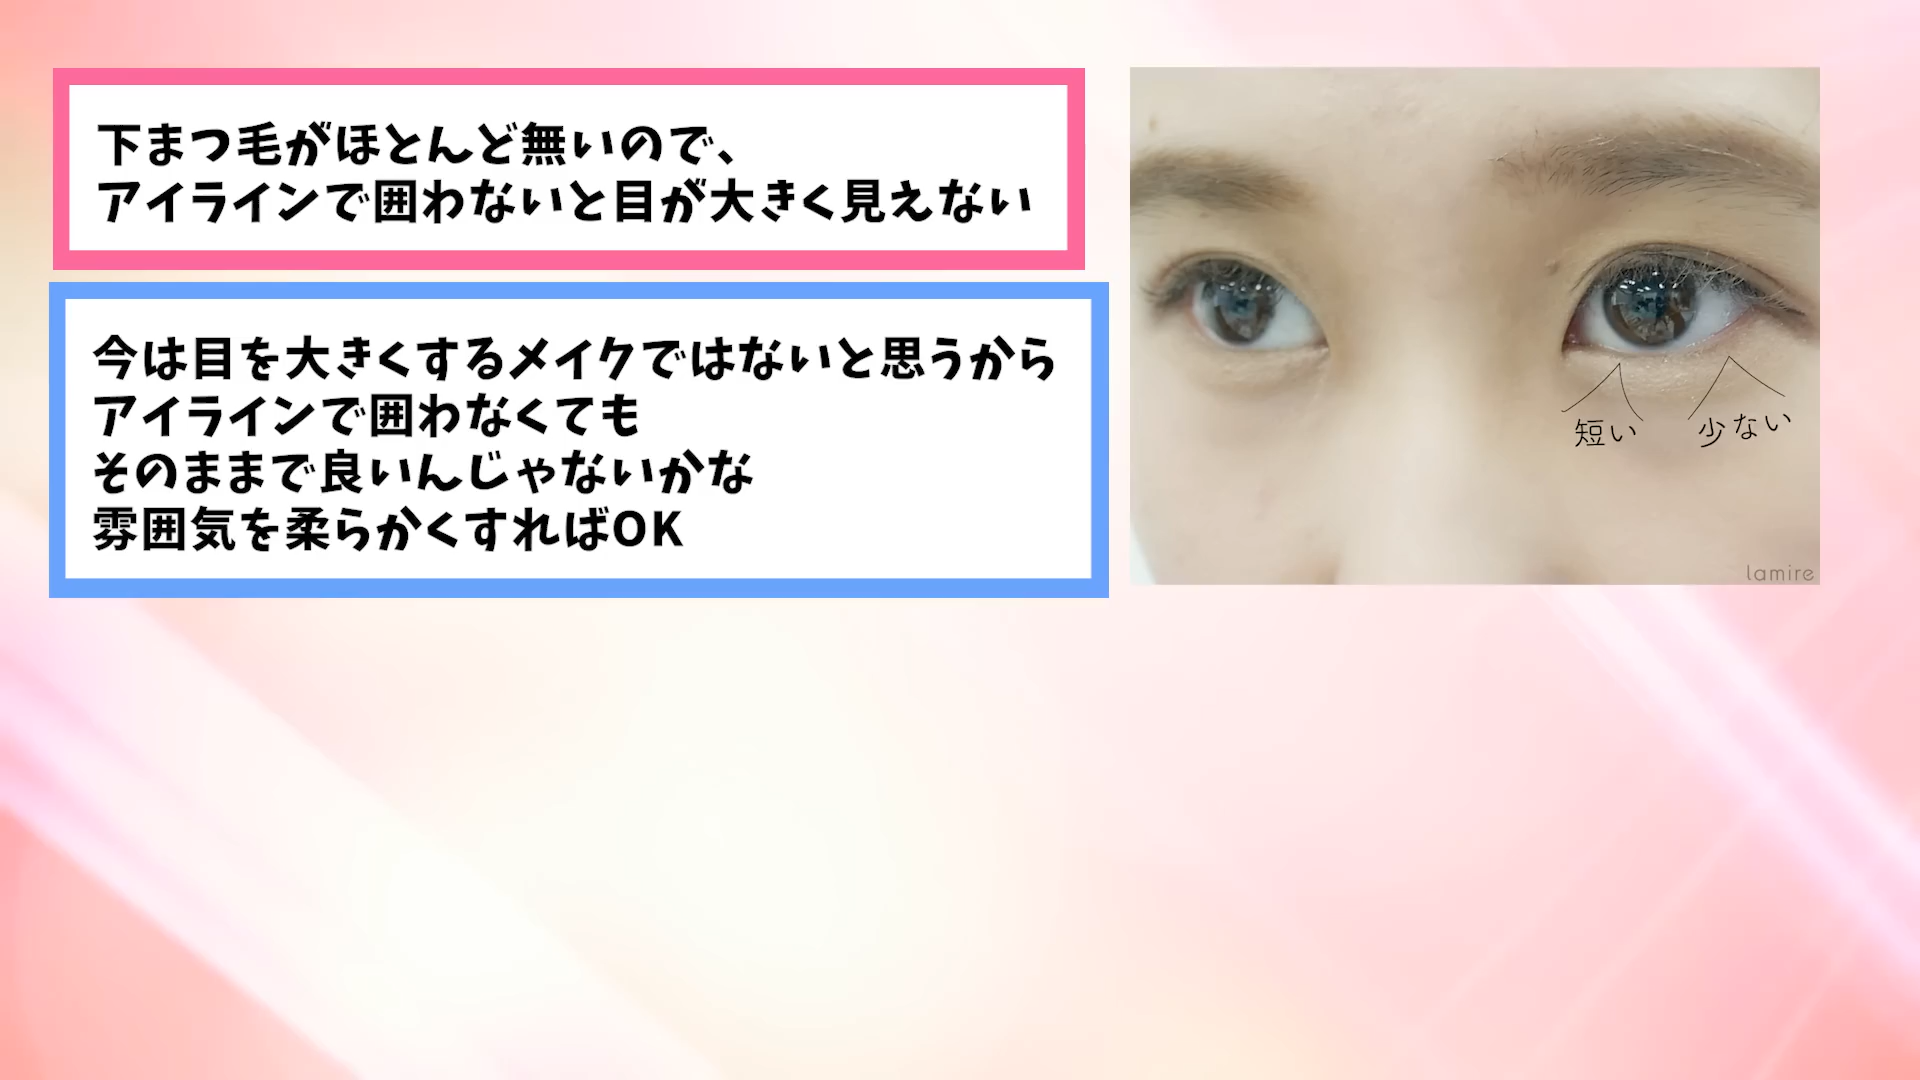 下まつ毛がほとんど無いので、
アイラインで囲わないと目が大きく見えない
今は目を大きくするメイクではないと思うから
アイラインで囲わなくても
そのままで良いんじゃないかな
雰囲気を柔らかくすればOK
短い
少ない
lamire